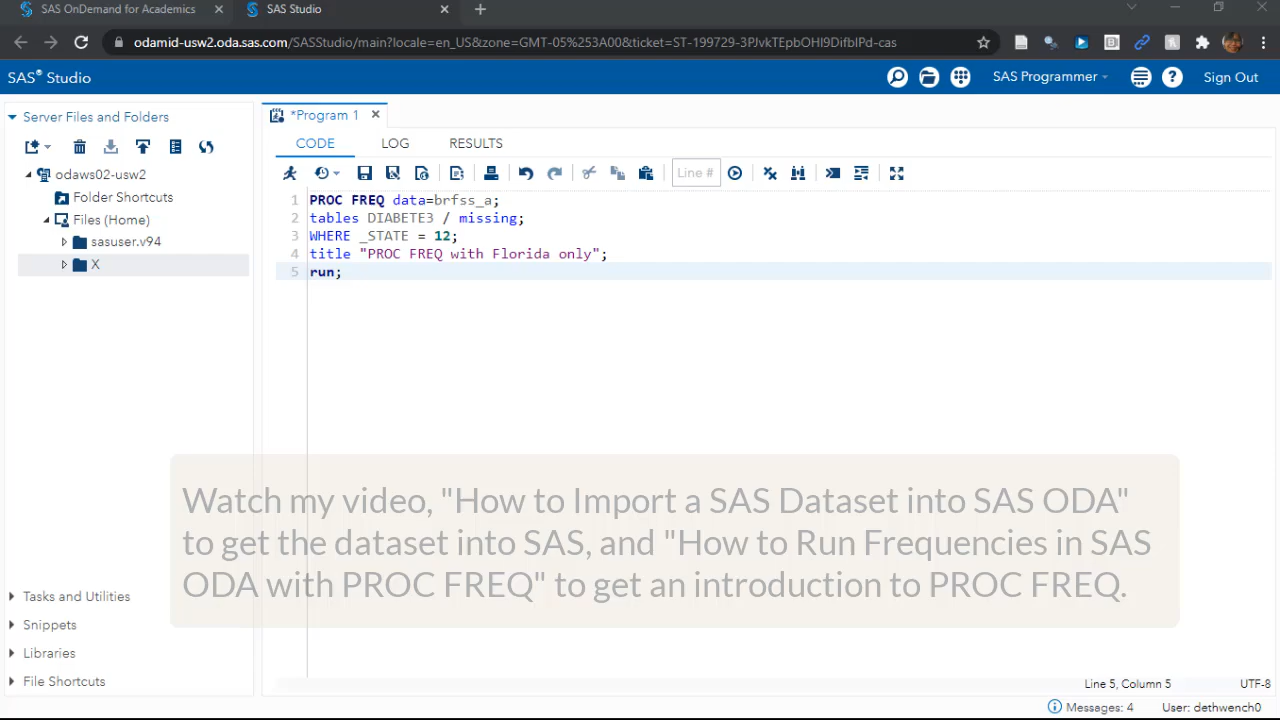 SAS OnDemand for Academics
SAS Studio
odamid-usw2.oda.sas.com/SASStudio/main?locale=en_US&zone=GMT-05%253A00&ticket=ST-199729-3PJvkTEpbOHI9DifbIPd-cas
SAS® Studio
SAS Programmer
Sign Out
Server Files and Folders
odaws02-usw2
Folder Shortcuts
Files (Home)
sasuser.v94
X
Tasks and Utilities
Snippets
Libraries
File Shortcuts
*Program 1
CODE LOG RESULTS
Line #
1 PROC FREQ data=brfss_a;
2 tables DIABETE3 / missing;
3 WHERE _STATE = 12;
4 title "PROC FREQ with Florida only";
5 run;
Watch my video, "How to Import a SAS Dataset into SAS ODA"
to get the dataset into SAS, and "How to Run Frequencies in SAS
ODA with PROC FREQ" to get an introduction to PROC FREQ.
Line 5, Column 5 UTF-8
Messages: 4 User: dethwench0